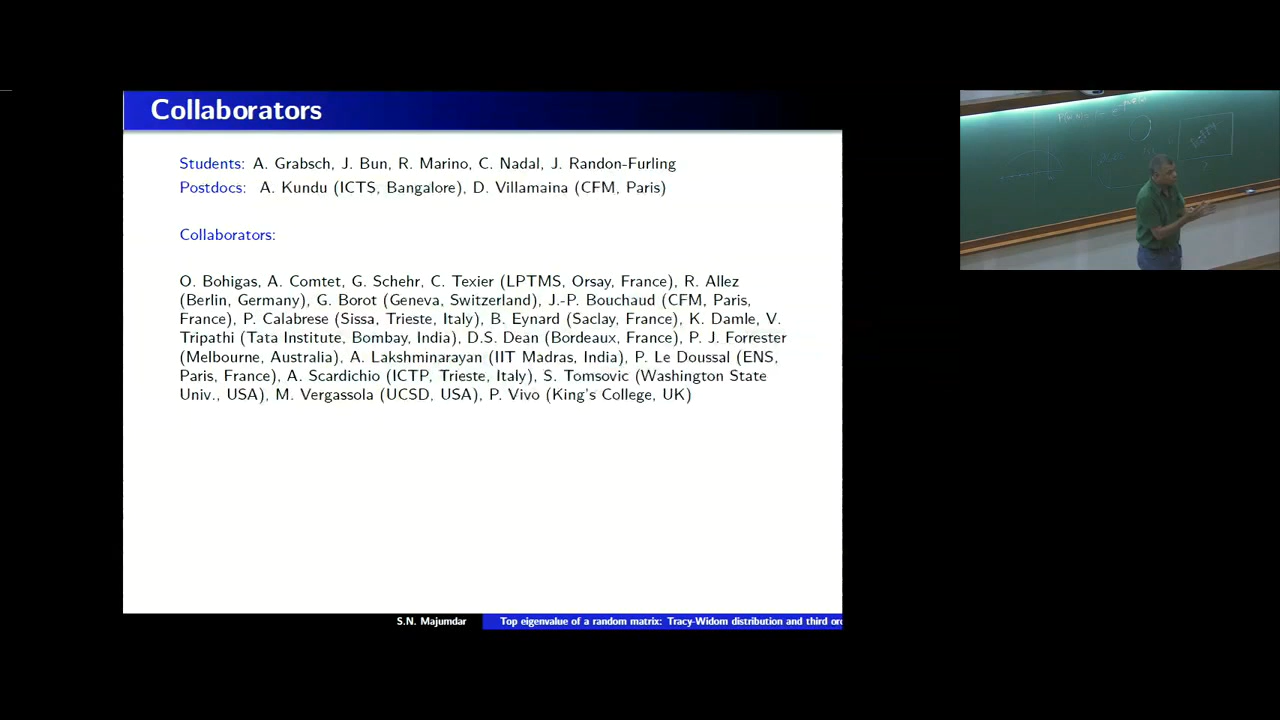 Collaborators
Students: A. Grabsch, J. Bun, R. Marino, C. Nadal, J. Randon-Furling
Postdocs: A. Kundu (ICTS, Bangalore), D. Villamaina (CFM, Paris)
Collaborators:
O. Bohigas, A. Comtet, G. Schehr, C. Texier (LPTMS, Orsay, France), R. Allez
(Berlin, Germany), G. Borot (Geneva, Switzerland), J.-P. Bouchaud (CFM, Paris,
France), P. Calabrese (Sissa, Trieste, Italy), B. Eynard (Saclay, France), K. Damle, V.
Tripathi (Tata Institute, Bombay, India), D.S. Dean (Bordeaux, France), P. J. Forrester
(Melbourne, Australia), A. Lakshminarayan (IIT Madras, India), P. Le Doussal (ENS,
Paris, France), A. Scardichio (ICTP, Trieste, Italy), S. Tomsovic (Washington State
Univ., USA), M. Vergassola (UCSD, USA), P. Vivo (King's College, UK)
S.N. Majumdar
Top eigenvalue of a random matrix: Tracy-Widom distribution and third